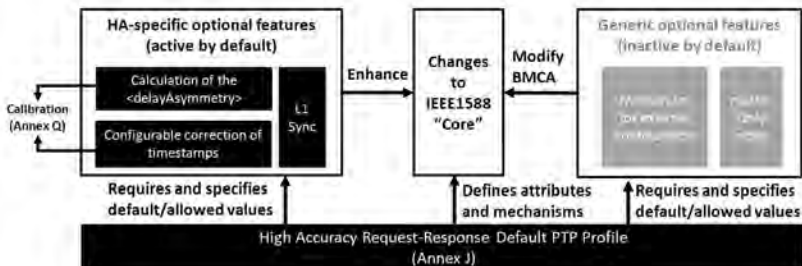 HA-specific optional features
(active by default)
Calculation of the
<delayAsymmetry>
Configurable correction of
timestamps
L1
Sync
Calibration
(Annex Q)
Enhance
Changes
to
IEEE1588
"Core"
Modify
BMCA
Generic optional features
(inactive by default)
Requires and specifies
default/allowed values
Defines attributes
and mechanisms
Requires and specifies
default/allowed values
High Accuracy Request-Response Default PTP Profile
(Annex J)